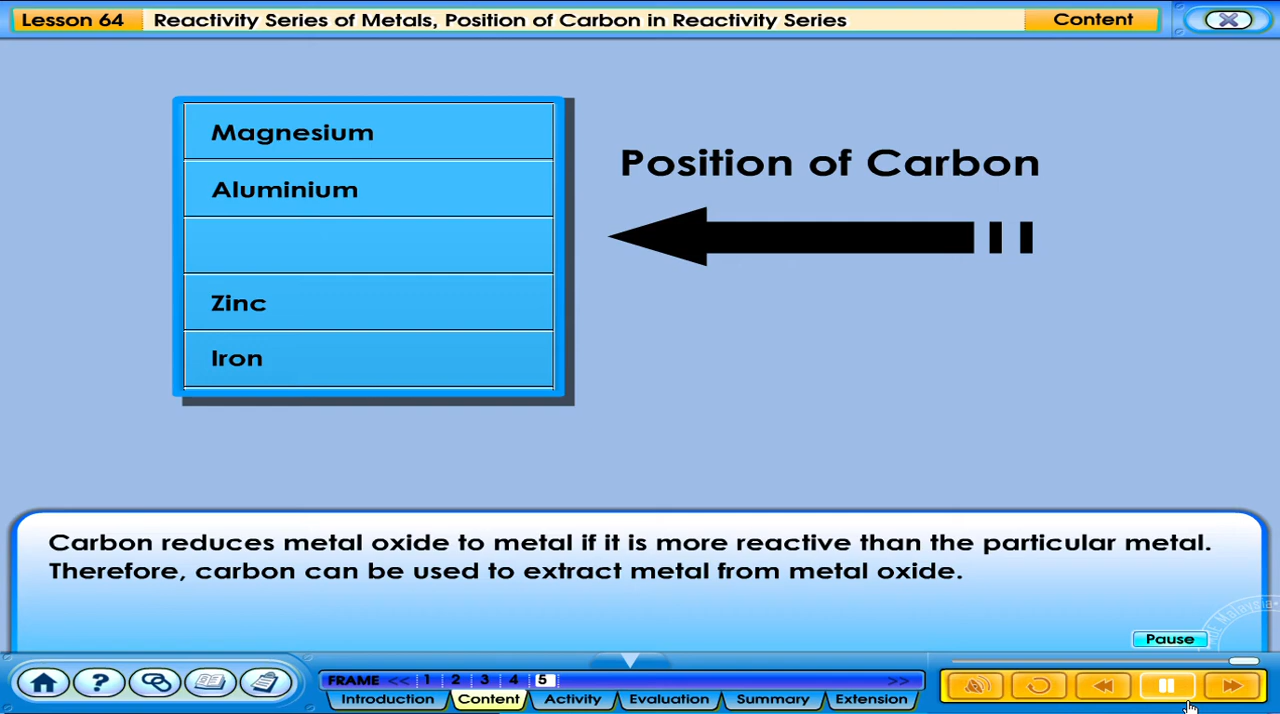 Lesson 64
Reactivity Series of Metals, Position of Carbon in Reactivity Series
Content
Magnesium
Aluminium
Position of Carbon
Zinc
Iron
Carbon reduces metal oxide to metal if it is more reactive than the particular metal.
Therefore, carbon can be used to extract metal from metal oxide.
Malaysia
Pause
FRAME << 1 2 3 4 5 >>
Introduction Content Activity Evaluation Summary Extension